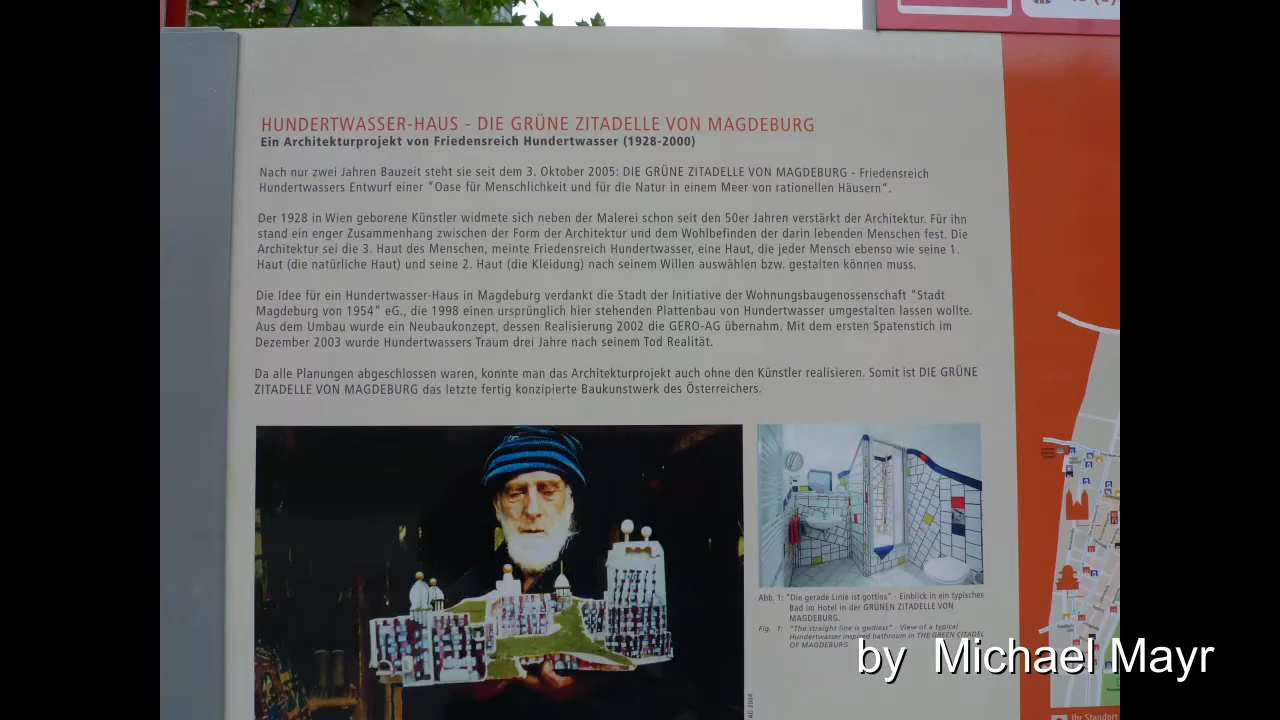 HUNDERTWASSER-HAUS - DIE GRÜNE ZITADELLE VON MAGDEBURG
Ein Architekturprojekt von Friedensreich Hundertwasser (1928-2000)
Nach nur zwei Jahren Bauzeit steht sie seit dem 3. Oktober 2005: DIE GRÜNE ZITADELLE VON MAGDEBURG - Friedensreich
Hundertwassers Entwurf einer "Oase für Menschlichkeit und für die Natur in einem Meer von rationellen Häusern".
Der 1928 in Wien geborene Künstler widmete sich neben der Malerei schon seit den 50er Jahren verstärkt der Architektur. Für ihn
stand ein enger Zusammenhang zwischen der Form der Architektur und dem Wohlbefinden der darin lebenden Menschen fest. Die
Architektur sei die 3. Haut des Menschen, meinte Friedensreich Hundertwasser, eine Haut, die jeder Mensch ebenso wie seine 1.
Haut (die natürliche Haut) und seine 2. Haut (die Kleidung) nach seinem Willen auswählen bzw. gestalten können muss.
Die Idee für ein Hundertwasser-Haus in Magdeburg verdankt die Stadt der Initiative der Wohnungsbaugenossenschaft "Stadt
Magdeburg von 1954" eG., die 1998 einen ursprünglich hier stehenden Plattenbau von Hundertwasser umgestalten lassen wollte.
Aus dem Umbau wurde ein Neubaukonzept, dessen Realisierung 2002 die GERO-AG übernahm. Mit dem ersten Spatenstich im
Dezember 2003 wurde Hundertwassers Traum drei Jahre nach seinem Tod Realität.
Da alle Planungen abgeschlossen waren, konnte man das Architekturprojekt auch ohne den Künstler realisieren. Somit ist DIE GRÜNE
ZITADELLE VON MAGDEBURG das letzte fertig konzipierte Baukunstwerk des Österreichers.
Abb. 1: "Die gerade Linie ist gottlos" - Einblick in ein typisches
Bad im Hotel in der GRÜNEN ZITADELLE VON
MAGDEBURG.
Fig. 1: "The straight line is godless" - View of a typical
Hundertwasser inspired bathroom in THE GREEN CITADEL
OF MAGDEBURG
AG 2004
Ihr Standort
by Michael Mayr